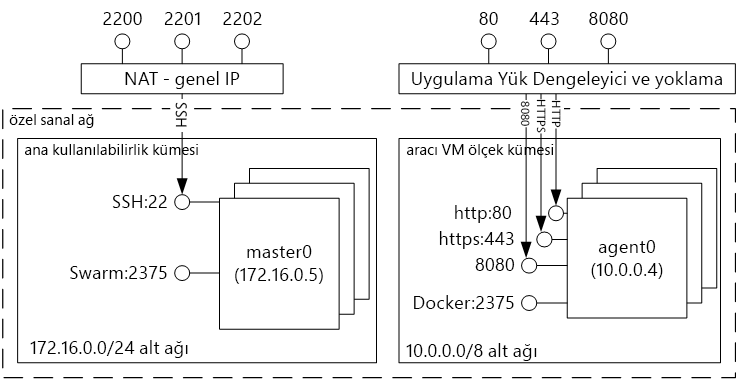 2200
2201
2202
80
443
8080
NAT - genel IP
Uygulama Yük Dengeleyici ve yoklama
SSH
8080
HTTPS
HTTP
özel sanal ağ
ana kullanılabilirlik kümesi
aracı VM ölçek kümesi
SSH:22
http:80
https:443
master0
(172.16.0.5)
agent0
(10.0.0.4)
8080
Swarm:2375
Docker:2375
172.16.0.0/24 alt ağı
10.0.0.0/8 alt ağı